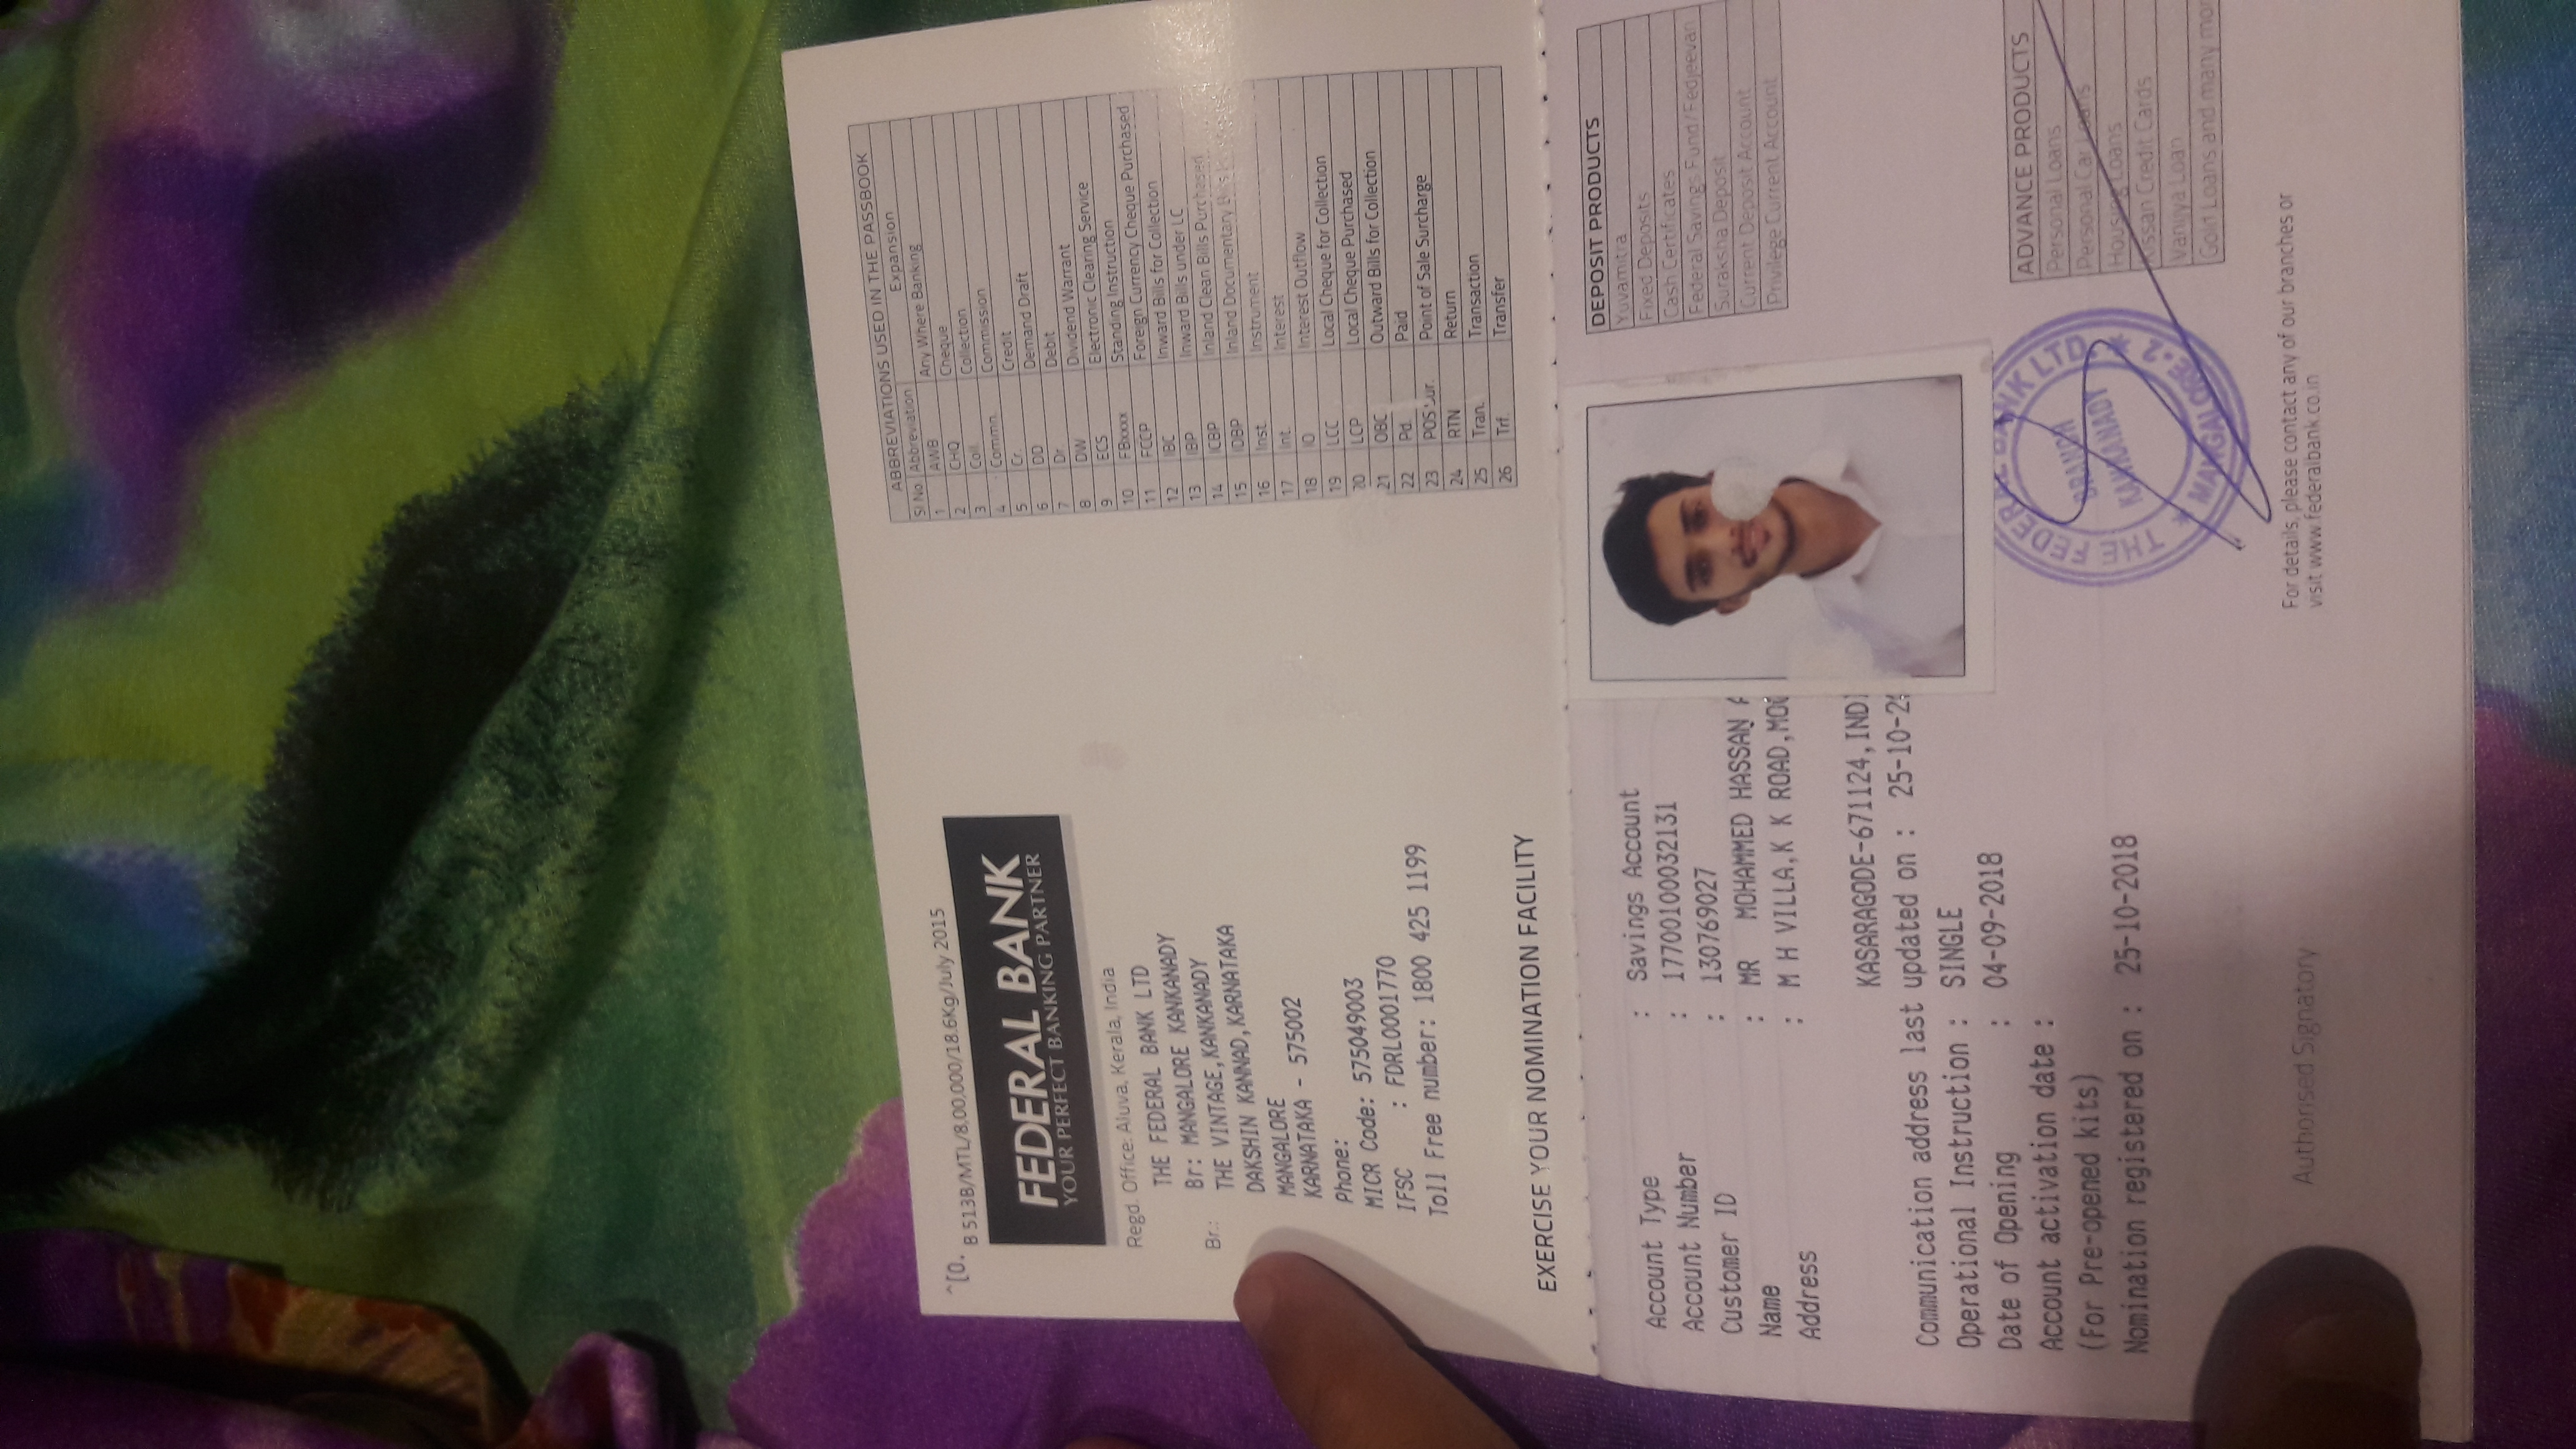 ^[0.
B 513B/MTL/8,00,000/18.6Kg/July 2015
FEDERAL BANK
YOUR PERFECT BANKING PARTNER
Regd. Office: Aluva, Kerala, India
THE FEDERAL BANK LTD
Br: MANGALORE KANKANADY
Br.: THE VINTAGE,KANKANADY
DAKSHIN KANNAD,KARNATAKA
MANGALORE
KARNATAKA - 575002
Phone:
MICR Code: 575049003
IFSC : FDRL0001770
Toll Free number: 1800 425 1199
EXERCISE YOUR NOMINATION FACILITY
ABBREVIATIONS USED IN THE PASSBOOK
Sl No. Abbreviation Expansion
1 AWB Any Where Banking
2 CHQ Cheque
3 Coll. Collection
4 Commn. Commission
5 Cr. Credit
6 DD Demand Draft
7 Dr. Debit
8 DW Dividend Warrant
9 ECS Electronic Clearing Service
10 FBxxxx Standing Instruction
11 FCCP Foreign Currency Cheque Purchased
12 IBC Inward Bills for Collection
13 IBP Inward Bills under LC
14 ICBP Inland Clean Bills Purchased
15 IDBP Inland Documentary
16 Inst. Instrument
17 Int. Interest
18 IO Interest Outflow
19 LCC Local Cheque for Collection
20 LCP Local Cheque Purchased
21 OBC Outward Bills for Collection
22 Pd. Paid
23 POS Sur. Point of Sale Surcharge
24 RTN Return
25 Tran. Transaction
26 Trf. Transfer
Account Type : Savings Account
Account Number : 17700100032131
Customer ID : 130769027
Name : MR MOHAMMED HASSAN A
Address : M H VILLA,K K ROAD,
KASARAGODE-671124,IND
Communication address last updated on : 25-10-2
Operational Instruction : SINGLE
Date of Opening : 04-09-2018
Account activation date :
(For Pre-opened kits)
Nomination registered on : 25-10-2018
Authorised Signatory
THE FEDERAL BANK LTD.
BRANCH
KANKANADY
* MANGALORE-2 *
DEPOSIT PRODUCTS
Yuvamitra
Fixed Deposits
Cash Certificates
Federal Savings Fund/Fedjeevan
Suraksha Deposit
Current Deposit Account
Privilege Current Account
ADVANCE PRODUCTS
Personal Loans
Personal Car Loans
Housing Loans
Kissan Credit Cards
Vanijya Loan
Gold Loans and many mor
For details, please contact any of our branches or
visit www.federalbank.co.in